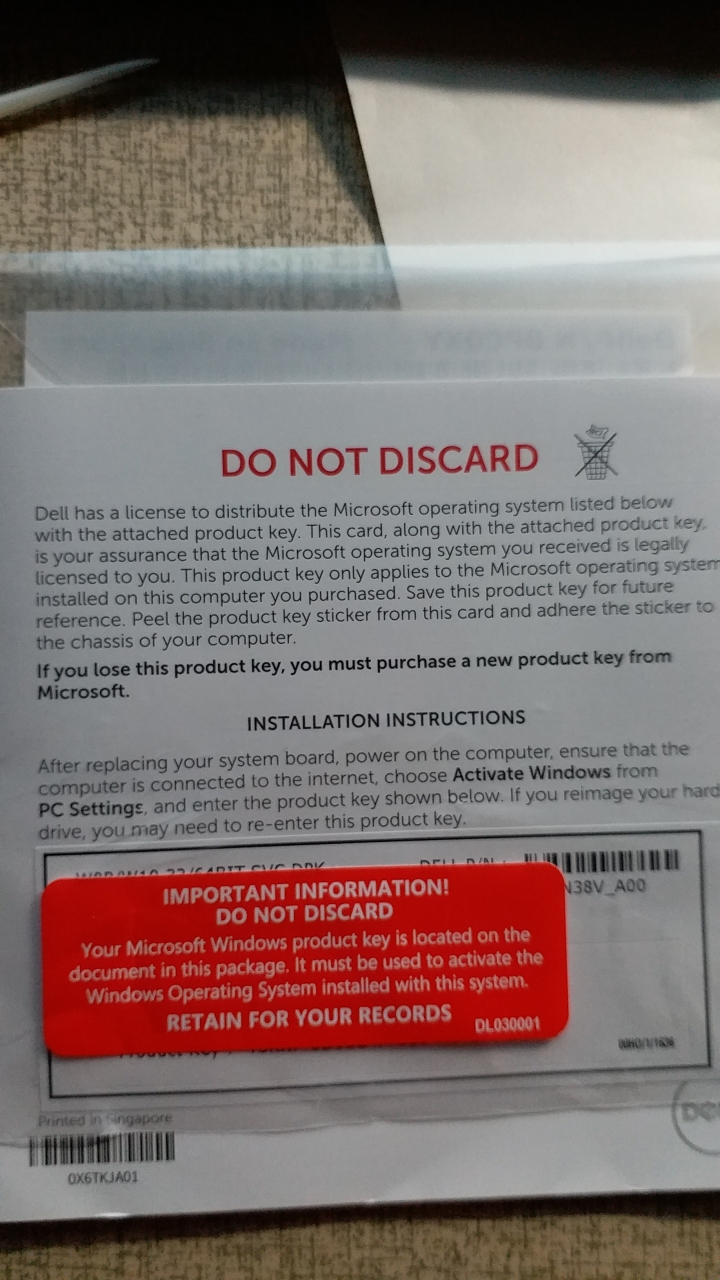 DO NOT DISCARD
Dell has a license to distribute the Microsoft operating system listed below
with the attached product key. This card, along with the attached product key,
is your assurance that the Microsoft operating system you received is legally
licensed to you. This product key only applies to the Microsoft operating system
installed on this computer you purchased. Save this product key for future
reference. Peel the product key sticker from this card and adhere the sticker to
the chassis of your computer.
If you lose this product key, you must purchase a new product key from
Microsoft.
INSTALLATION INSTRUCTIONS
After replacing your system board, power on the computer, ensure that the
computer is connected to the internet, choose Activate Windows from
PC Settings, and enter the product key shown below. If you reimage your hard
drive, you may need to re-enter this product key.
DELL P/N
N38V_A00
IMPORTANT INFORMATION!
DO NOT DISCARD
Your Microsoft Windows product key is located on the
document in this package. It must be used to activate the
Windows Operating System installed with this system.
RETAIN FOR YOUR RECORDS
DL030001
Printed in Singapore
0X6TKJA01